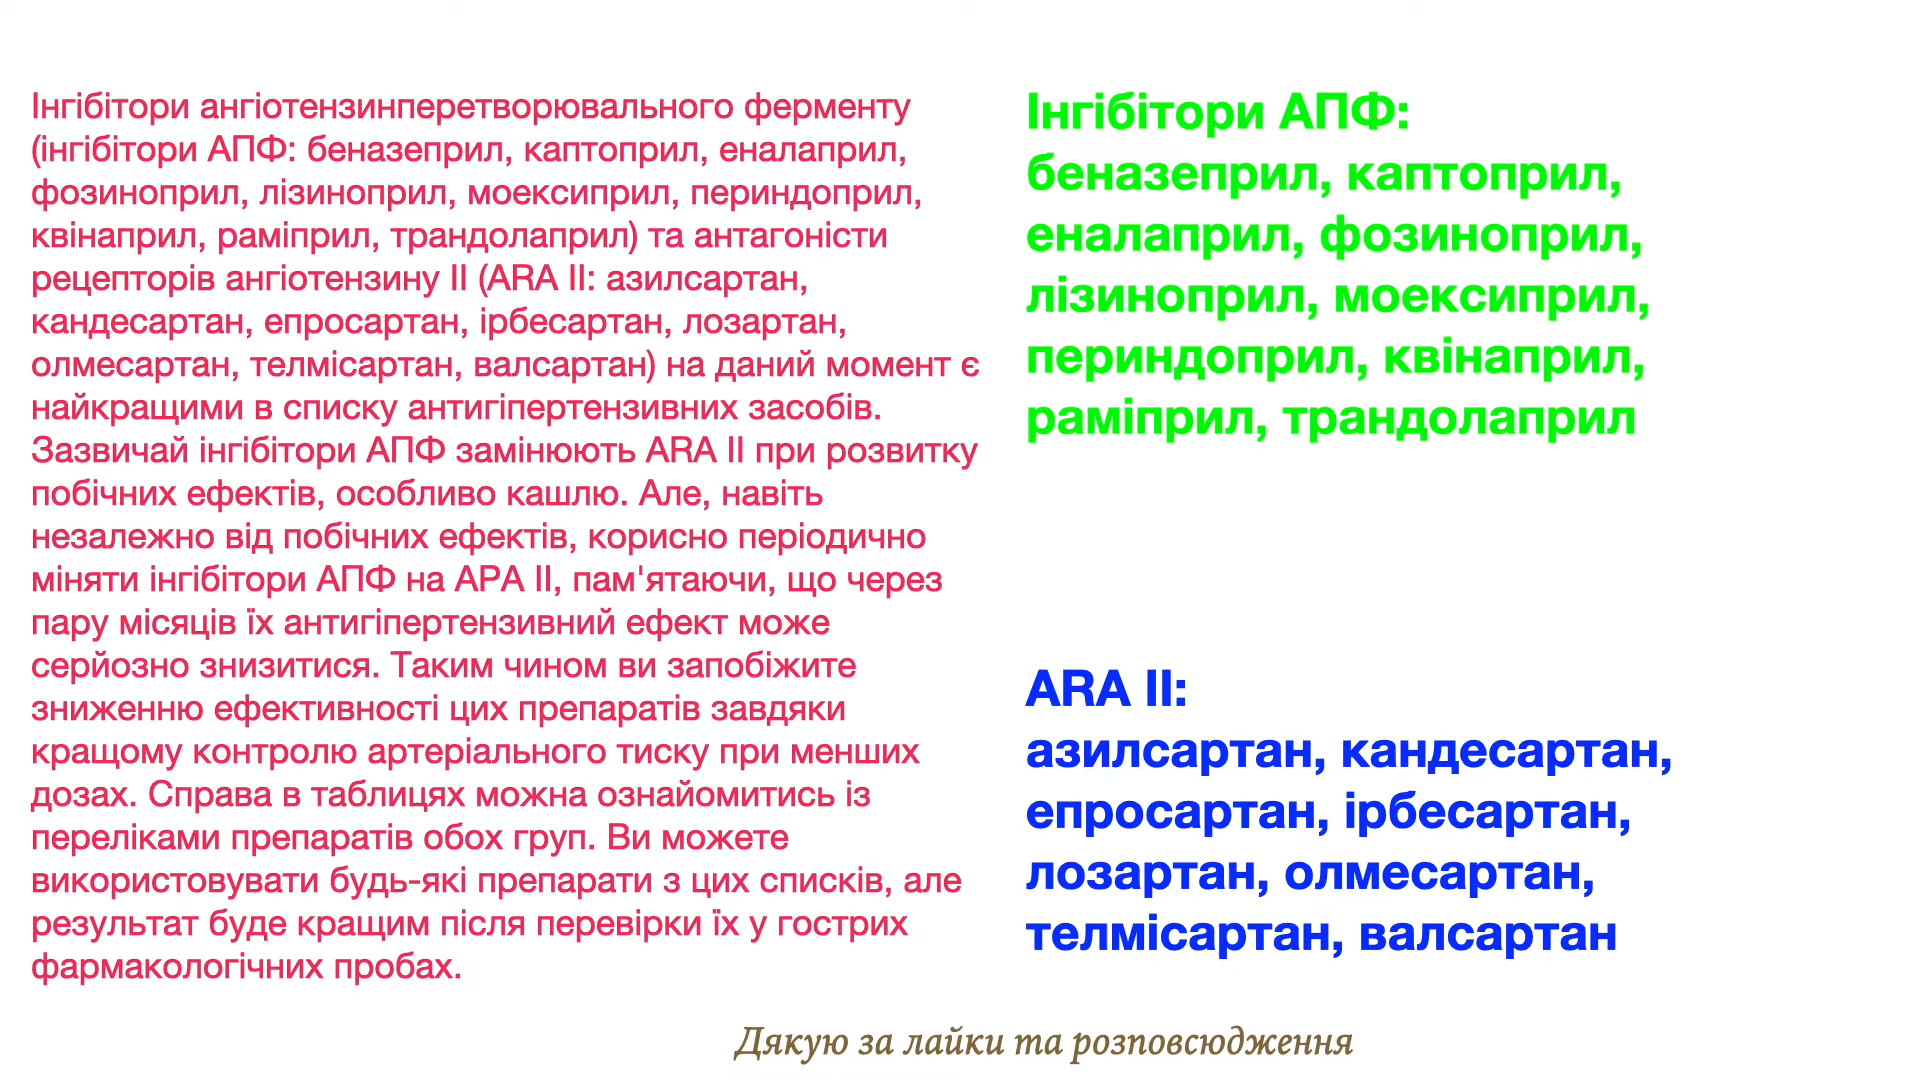 Інгібітори ангіотензинперетворювального ферменту
(інгібітори АПФ: беназеприл, каптоприл, еналаприл,
фозиноприл, лізиноприл, моексиприл, периндоприл,
квінаприл, раміприл, трандолаприл) та антагоністи
рецепторів ангіотензину II (ARA II: азилсартан,
кандесартан, епросартан, ірбесартан, лозартан,
олмесартан, телмісартан, валсартан) на даний момент є
найкращими в списку антигіпертензивних засобів.
Зазвичай інгібітори АПФ замінюють ARA II при розвитку
побічних ефектів, особливо кашлю. Але, навіть
незалежно від побічних ефектів, корисно періодично
міняти інгібітори АПФ на АРА II, пам'ятаючи, що через
пару місяців їх антигіпертензивний ефект може
серйозно знизитися. Таким чином ви запобіжите
зниженню ефективності цих препаратів завдяки
кращому контролю артеріального тиску при менших
дозах. Справа в таблицях можна ознайомитись із
переліками препаратів обох груп. Ви можете
використовувати будь-які препарати з цих списків, але
результат буде кращим після перевірки їх у гострих
фармакологічних пробах.
Інгібітори АПФ:
беназеприл, каптоприл,
еналаприл, фозиноприл,
лізиноприл, моексиприл,
периндоприл, квінаприл,
раміприл, трандолаприл
ARA II:
азилсартан, кандесартан,
епросартан, ірбесартан,
лозартан, олмесартан,
телмісартан, валсартан
Дякую за лайки та розповсюдження